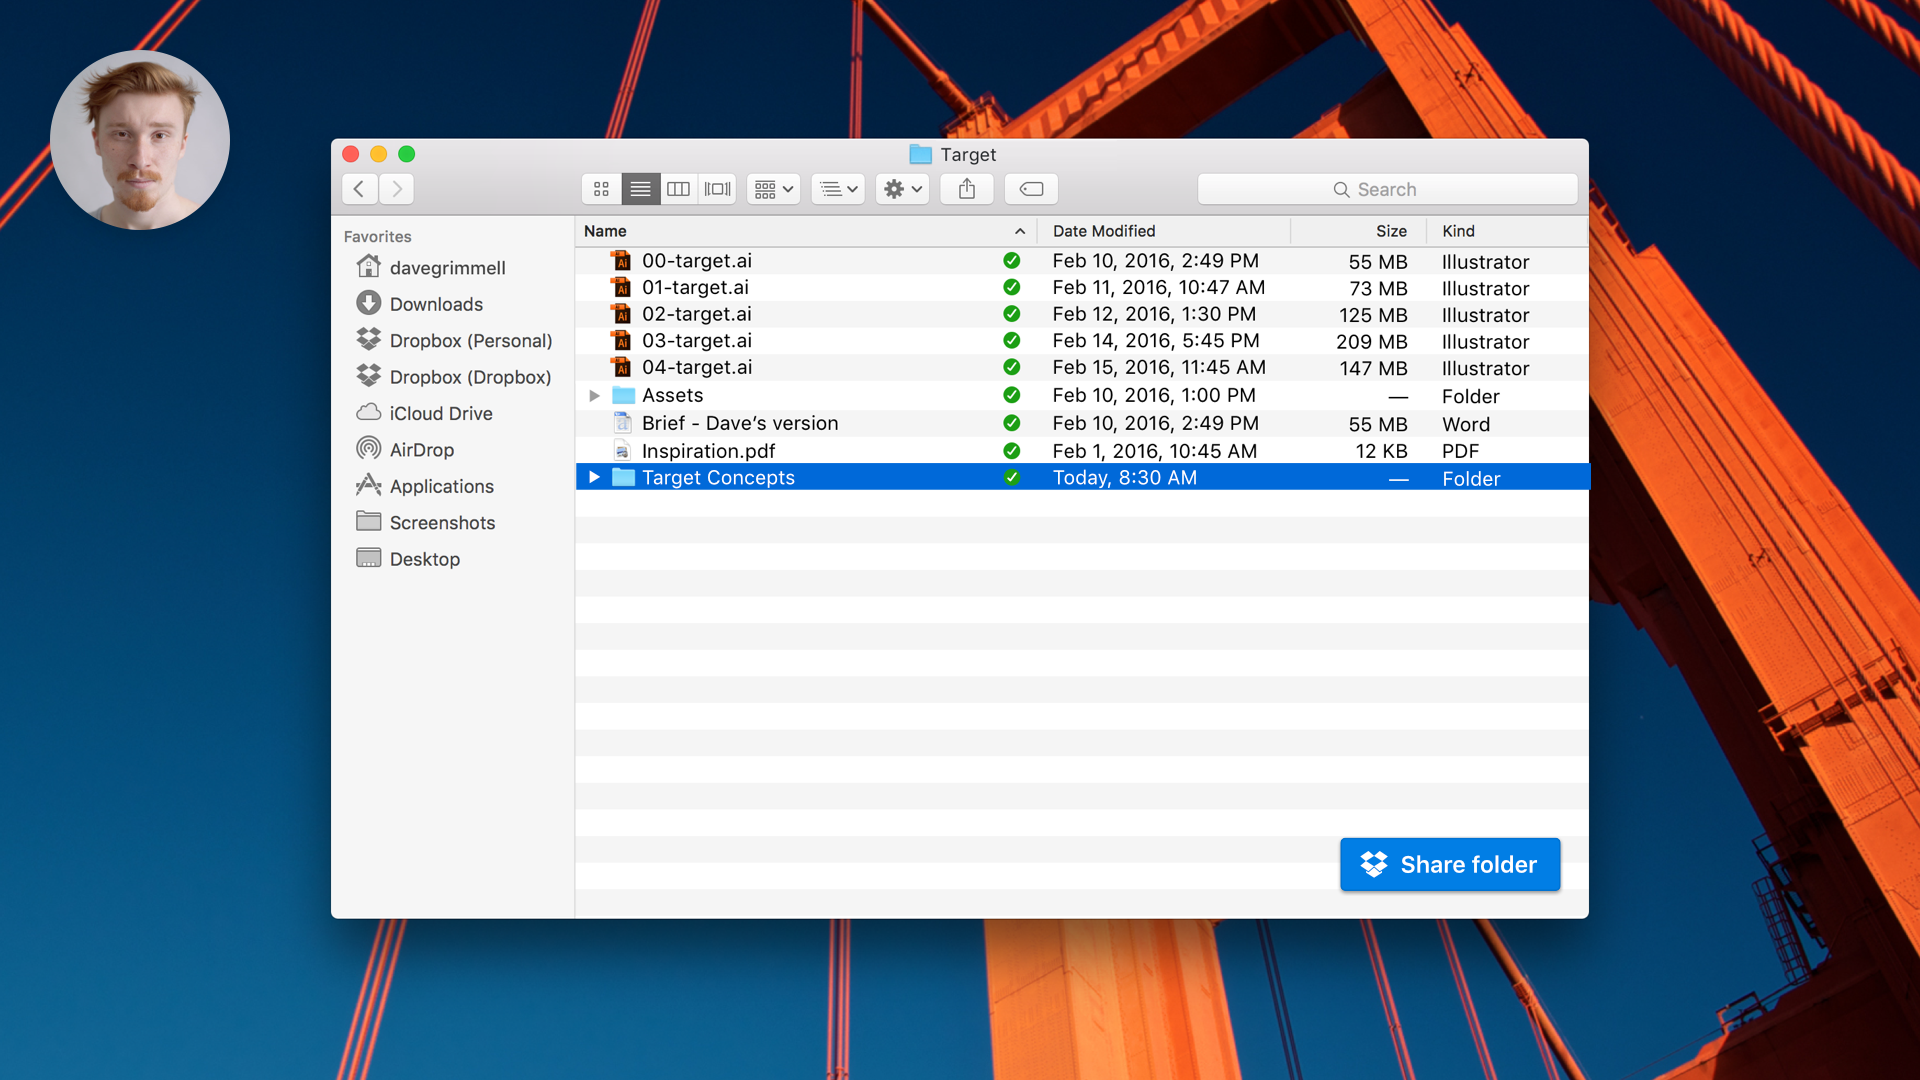 Target
Search
Favorites
davegrimmell
Downloads
Dropbox (Personal)
Dropbox (Dropbox)
iCloud Drive
AirDrop
Applications
Screenshots
Desktop
Name Date Modified Size Kind
00-target.ai Feb 10, 2016, 2:49 PM 55 MB Illustrator
01-target.ai Feb 11, 2016, 10:47 AM 73 MB Illustrator
02-target.ai Feb 12, 2016, 1:30 PM 125 MB Illustrator
03-target.ai Feb 14, 2016, 5:45 PM 209 MB Illustrator
04-target.ai Feb 15, 2016, 11:45 AM 147 MB Illustrator
Assets Feb 10, 2016, 1:00 PM — Folder
Brief - Dave’s version Feb 10, 2016, 2:49 PM 55 MB Word
Inspiration.pdf Feb 1, 2016, 10:45 AM 12 KB PDF
Target Concepts Today, 8:30 AM — Folder
Share folder